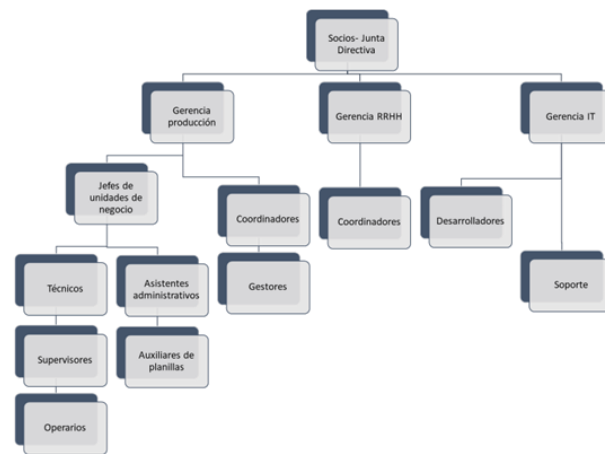 Socios- Junta
Directiva
Gerencia
producción
Gerencia RRHH
Gerencia IT
Jefes de
unidades de
negocio
Coordinadores
Coordinadores
Desarrolladores
Técnicos
Asistentes
administrativos
Gestores
Soporte
Supervisores
Auxiliares de
planillas
Operarios